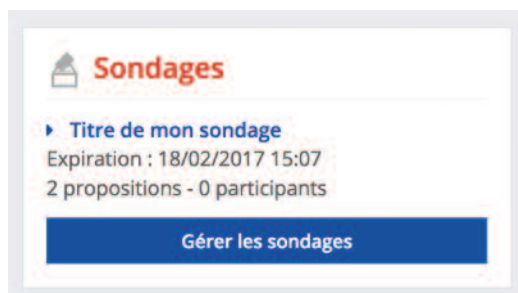 Sondages
Titre de mon sondage
Expiration : 18/02/2017 15:07
2 propositions - 0 participants
Gérer les sondages